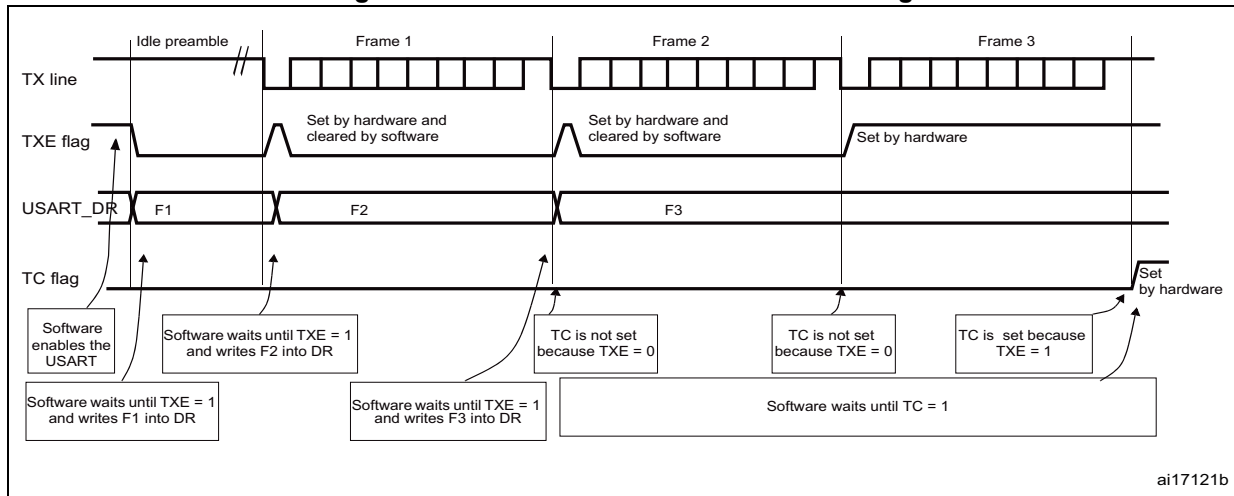 Idle preamble
Frame 1
Frame 2
Frame 3
TX line
TXE flag
Set by hardware and
cleared by software
Set by hardware and
cleared by software
Set by hardware
USART_DR
F1
F2
F3
TC flag
Set
by hardware
Software
enables the
USART
Software waits until TXE = 1
and writes F2 into DR
TC is not set
because TXE = 0
TC is not set
because TXE = 0
TC is set because
TXE = 1
Software waits until TXE = 1
and writes F1 into DR
Software waits until TXE = 1
and writes F3 into DR
Software waits until TC = 1
ai17121b